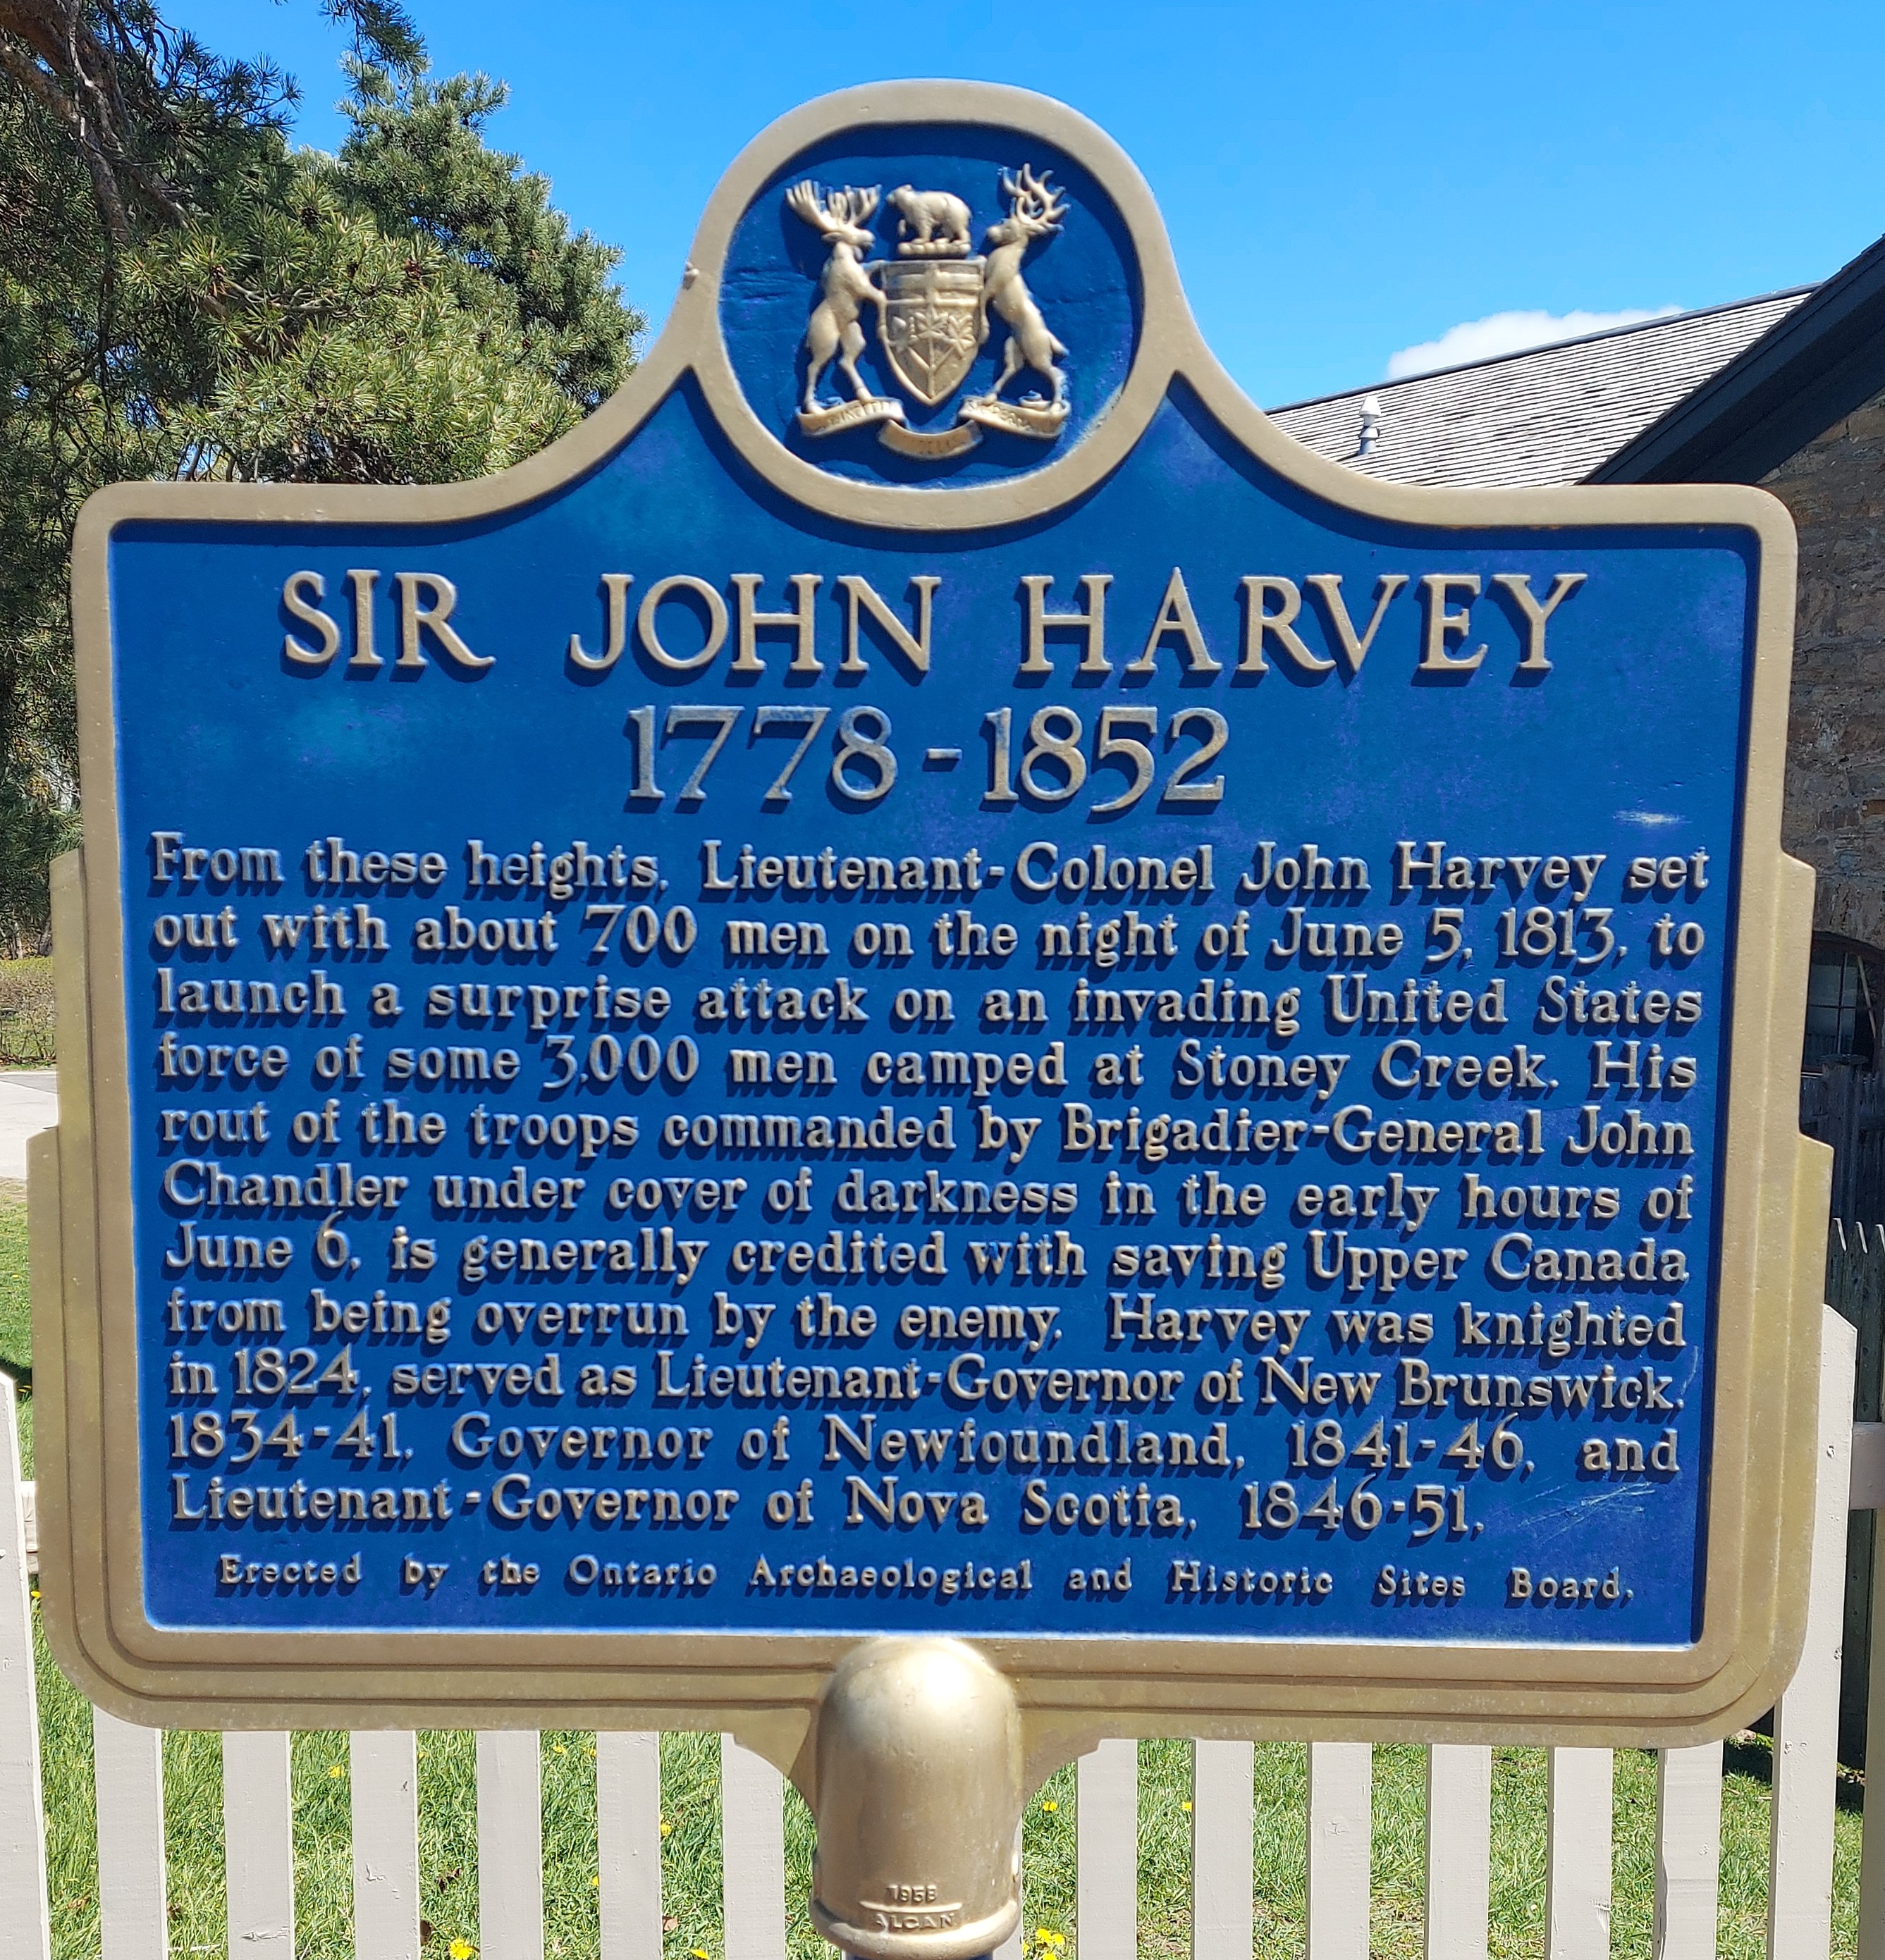 SIR JOHN HARVEY
1778-1852
From these heights, Lieutenant-Colonel John Harvey set
out with about 700 men on the night of June 5, 1813, to
launch a surprise attack on an invading United States
force of some 3,000 men camped at Stoney Creek. His
rout of the troops commanded by Brigadier-General John
Chandler under cover of darkness in the early hours of
June 6, is generally credited with saving Upper Canada
from being overrun by the enemy. Harvey was knighted
in 1824, served as Lieutenant-Governor of New Brunswick,
1834-41, Governor of Newfoundland, 1841-46, and
Lieutenant-Governor of Nova Scotia, 1846-51.
Erected by the Ontario Archaeological and Historic Sites Board.
1958
ALCAN